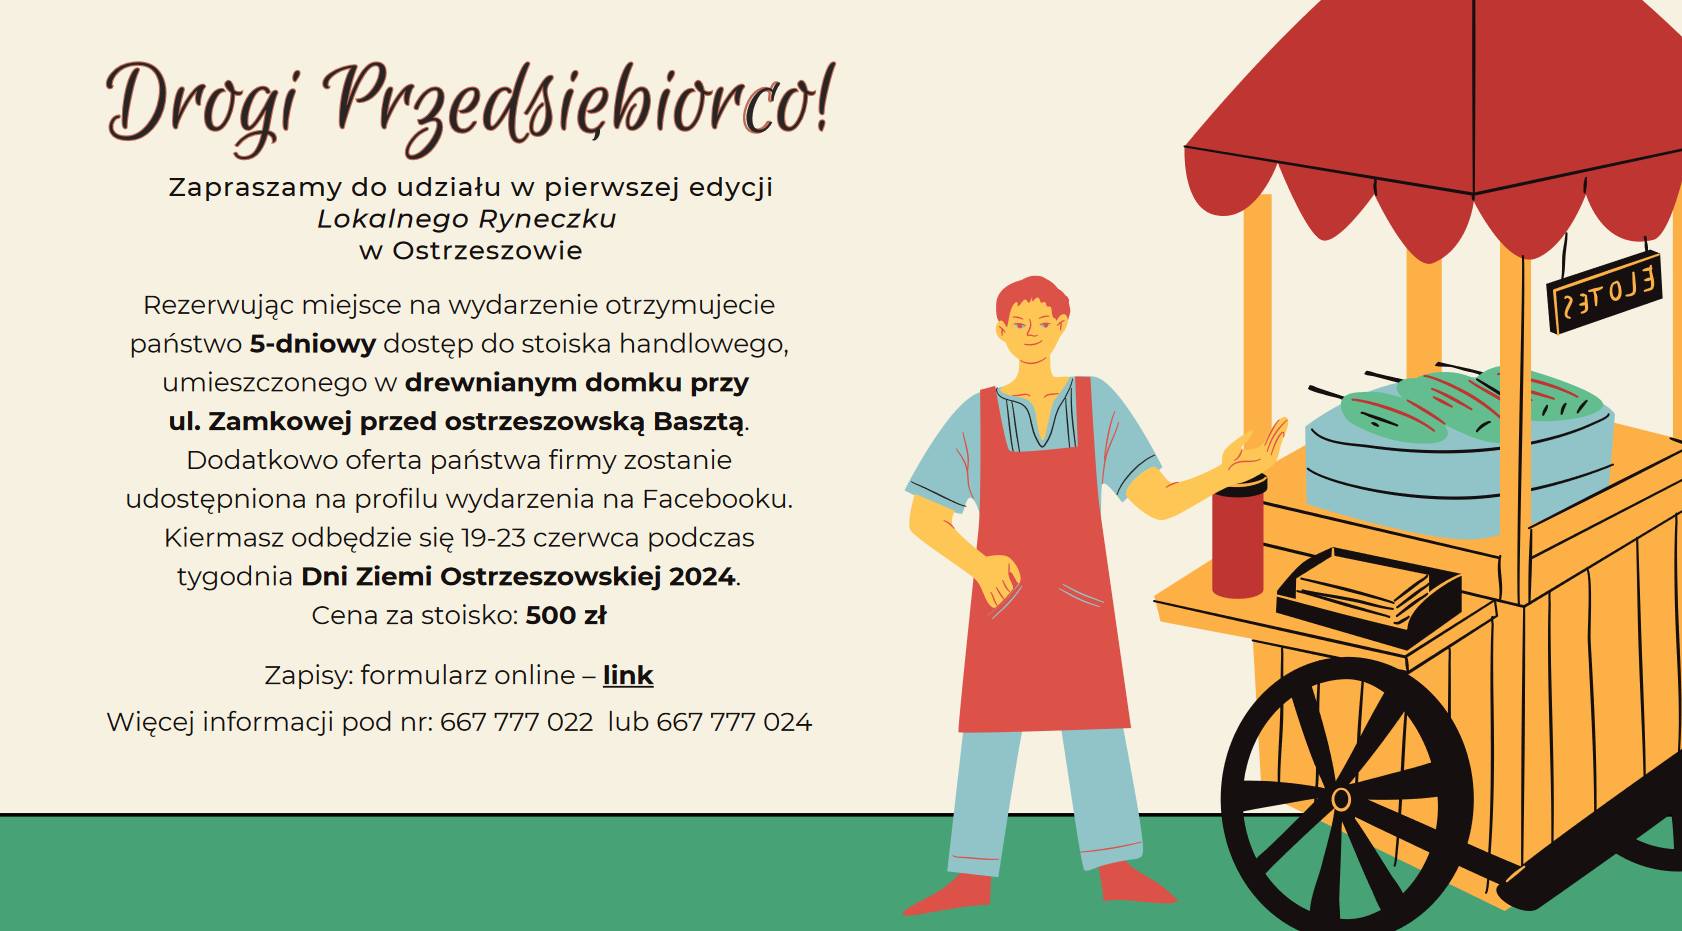 Drogi Przedsiębiorco!
Zapraszamy do udziału w pierwszej edycji
Lokalnego Ryneczku
w Ostrzeszowie
Rezerwując miejsce na wydarzenie otrzymujecie
państwo 5-dniowy dostęp do stoiska handlowego,
umieszczonego w drewnianym domku przy
ul. Zamkowej przed ostrzeszowską Basztą.
Dodatkowo oferta państwa firmy zostanie
udostępniona na profilu wydarzenia na Facebooku.
Kiermasz odbędzie się 19-23 czerwca podczas
tygodnia Dni Ziemi Ostrzeszowskiej 2024.
Cena za stoisko: 500 zł
Zapisy: formularz online – link
Więcej informacji pod nr: 667 777 022 lub 667 777 024
ELOTES